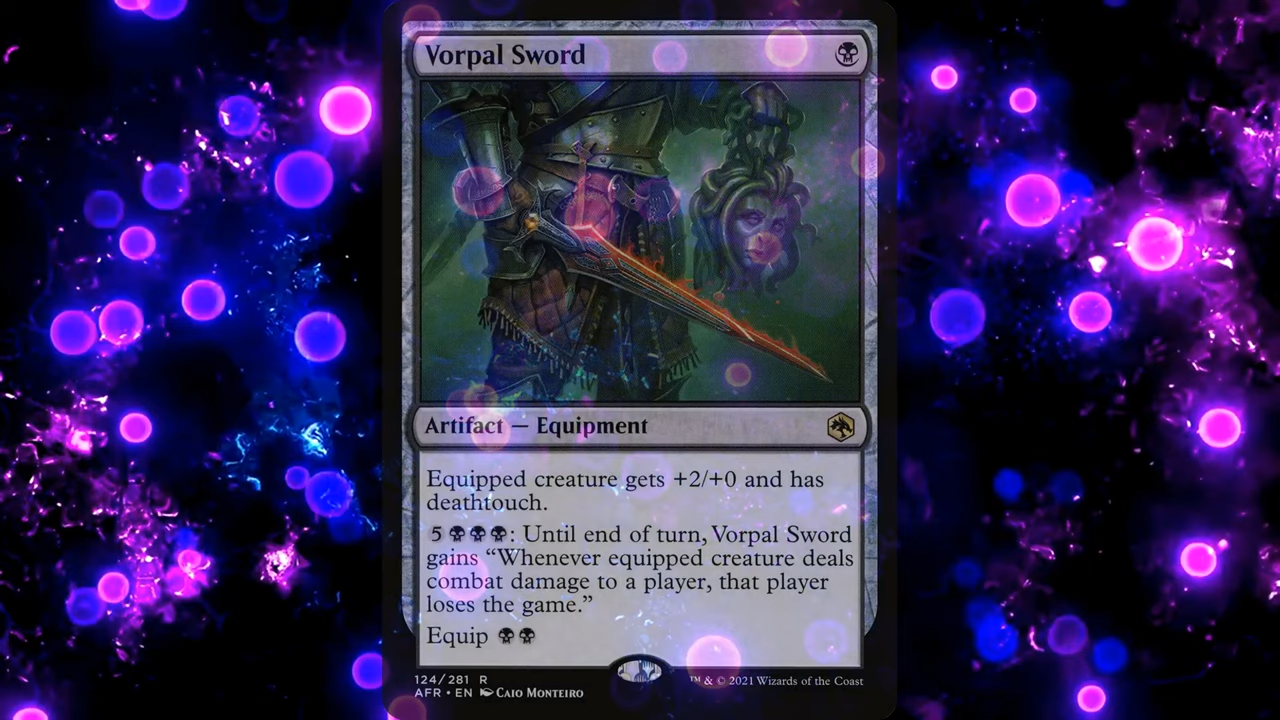 Vorpal Sword
Artifact — Equipment
Equipped creature gets +2/+0 and has
deathtouch.
5: Until end of turn, Vorpal Sword
gains “Whenever equipped creature deals
combat damage to a player, that player
loses the game.”
Equip
124/281 R
AFR • EN Caio Monteiro
™ & © 2021 Wizards of the Coast